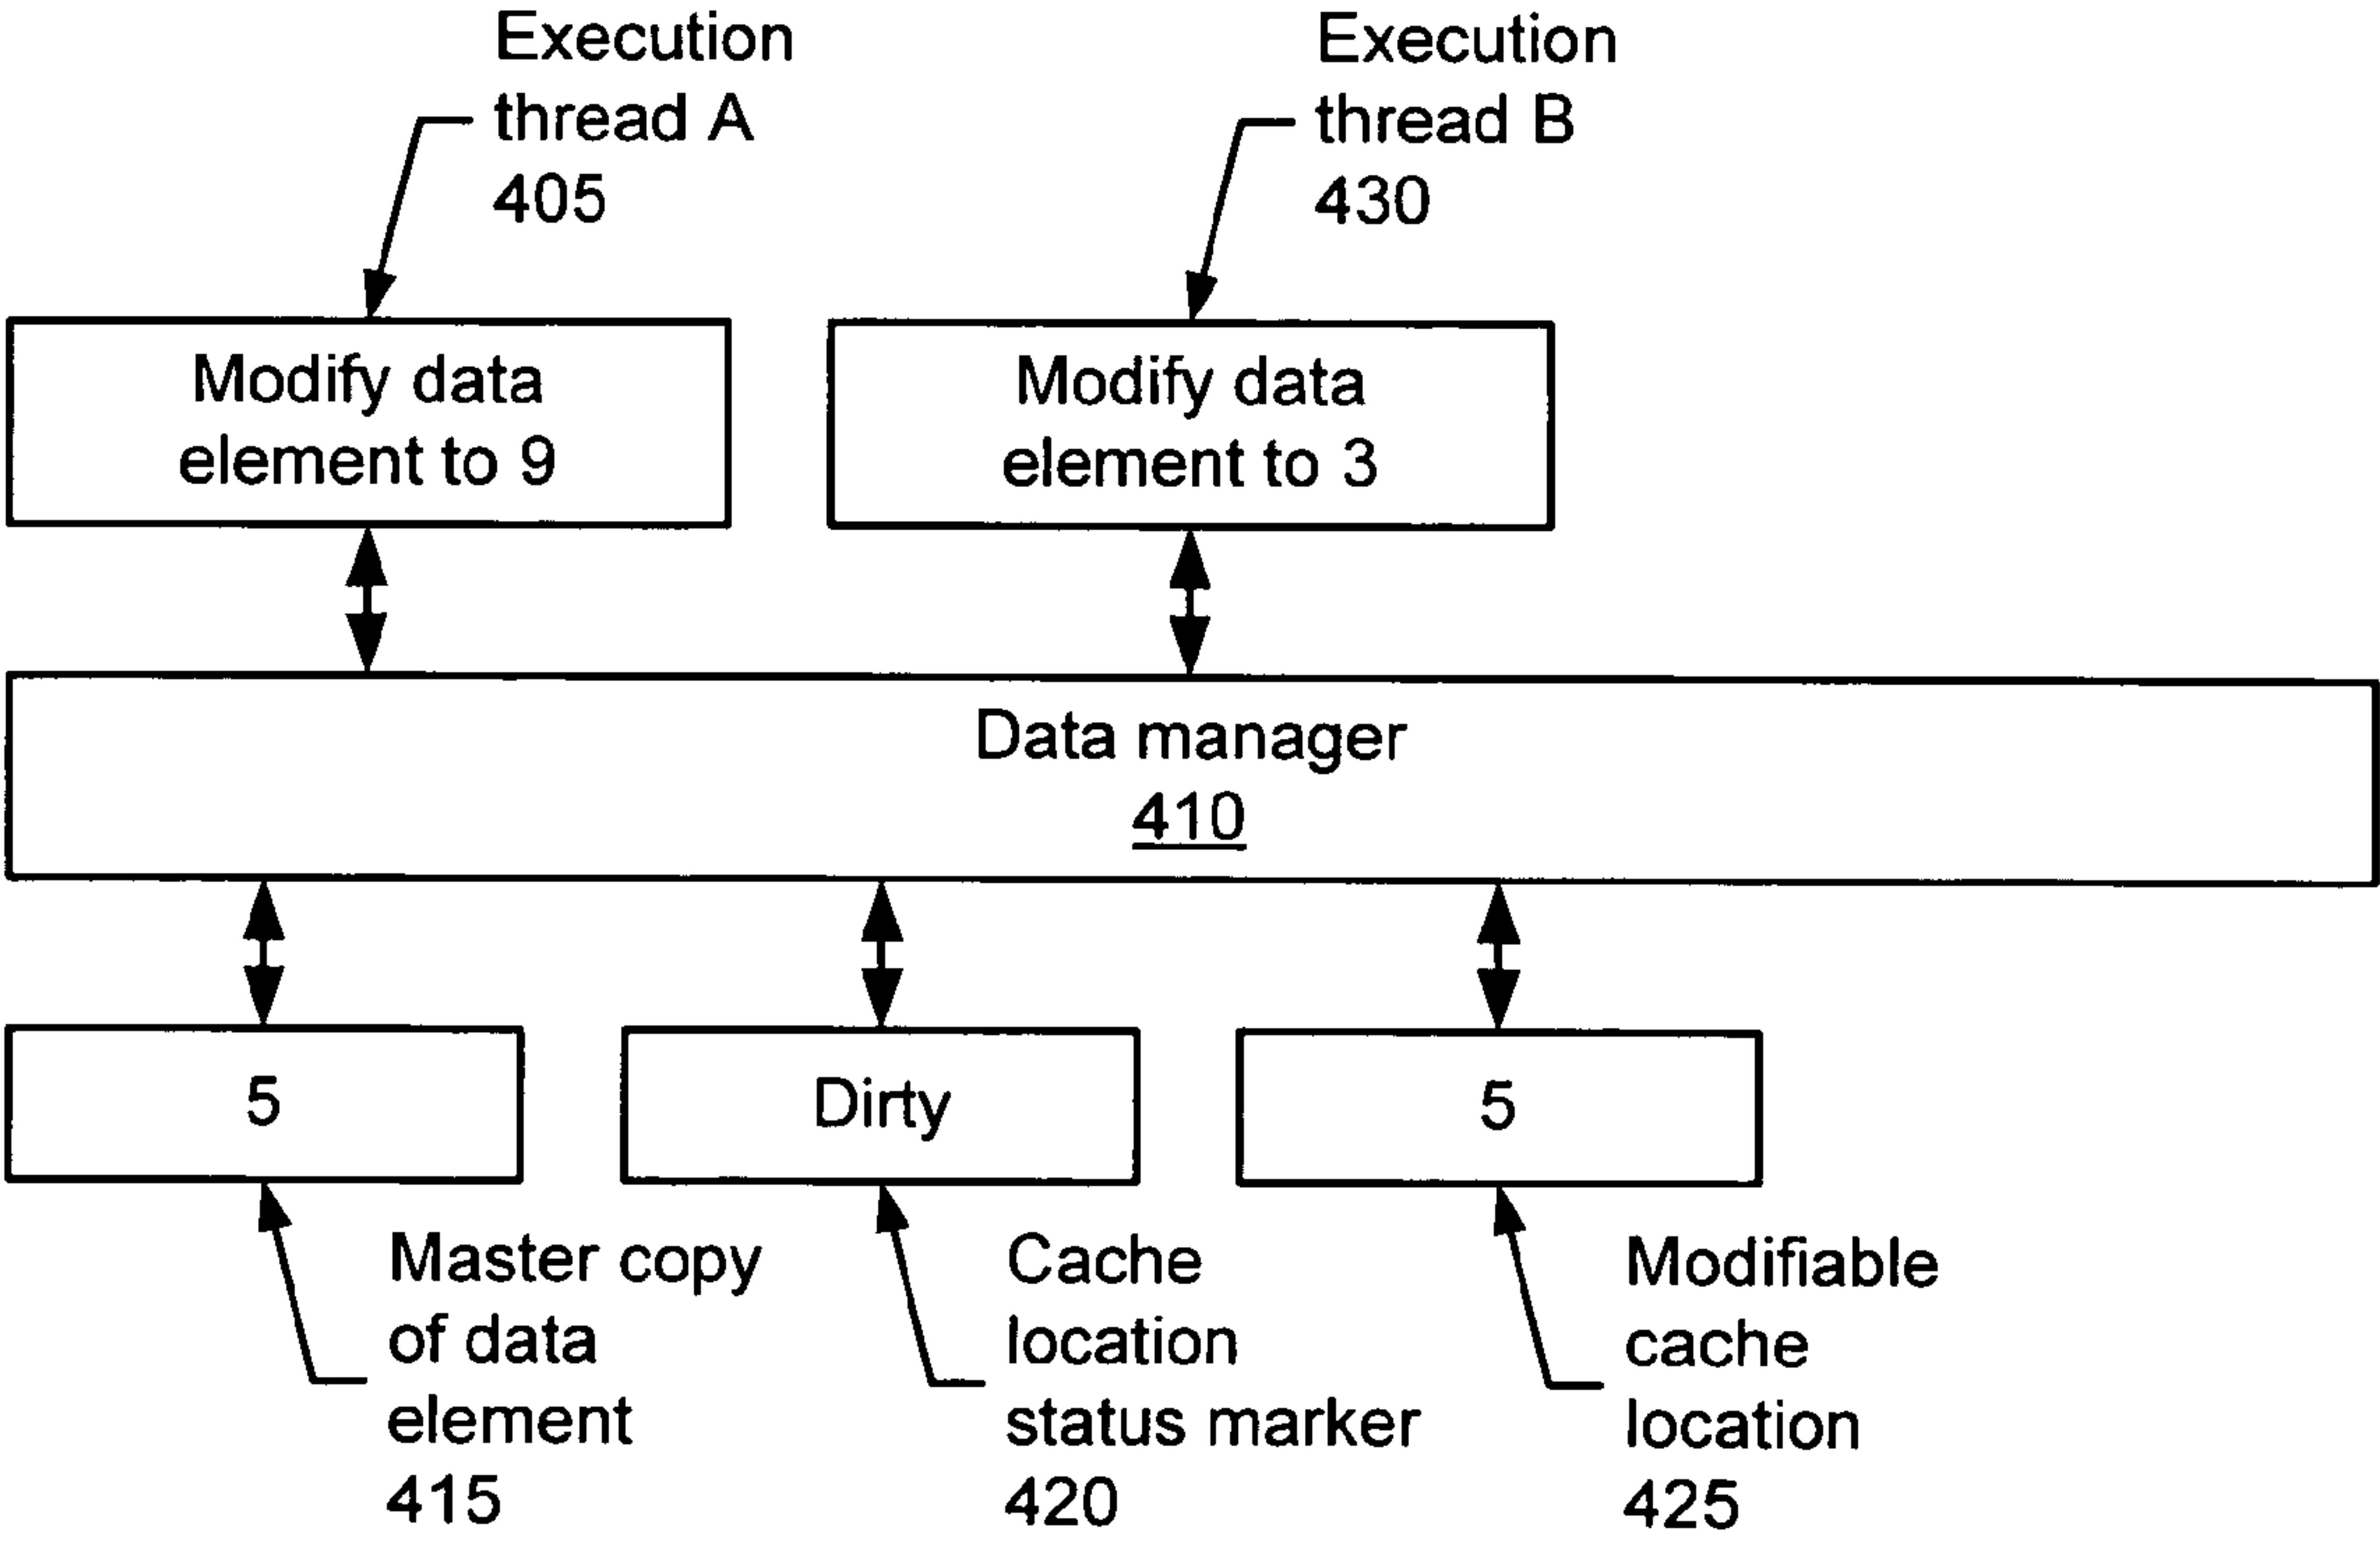 Execution
thread A
405
Execution
thread B
430
Modify data
element to 9
Modify data
element to 3
Data manager
410
5
Dirty
5
Master copy
of data
element
415
Cache
location
status marker
420
Modifiable
cache
location
425